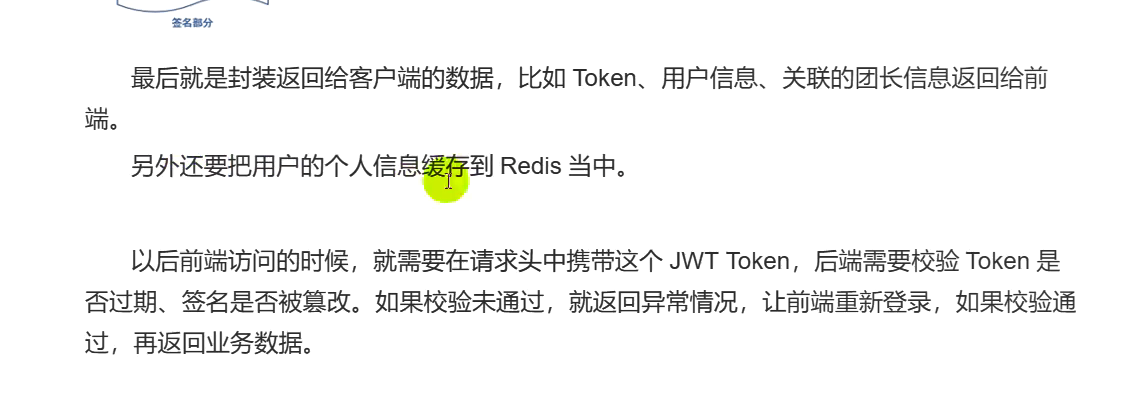 签名部分
最后就是封装返回给客户端的数据，比如 Token、用户信息、关联的团长信息返回给前
端。
另外还要把用户的个人信息缓存到 Redis 当中。
以后前端访问的时候，就需要在请求头中携带这个 JWT Token，后端需要校验 Token 是
否过期、签名是否被篡改。如果校验未通过，就返回异常情况，让前端重新登录，如果校验通
过，再返回业务数据。